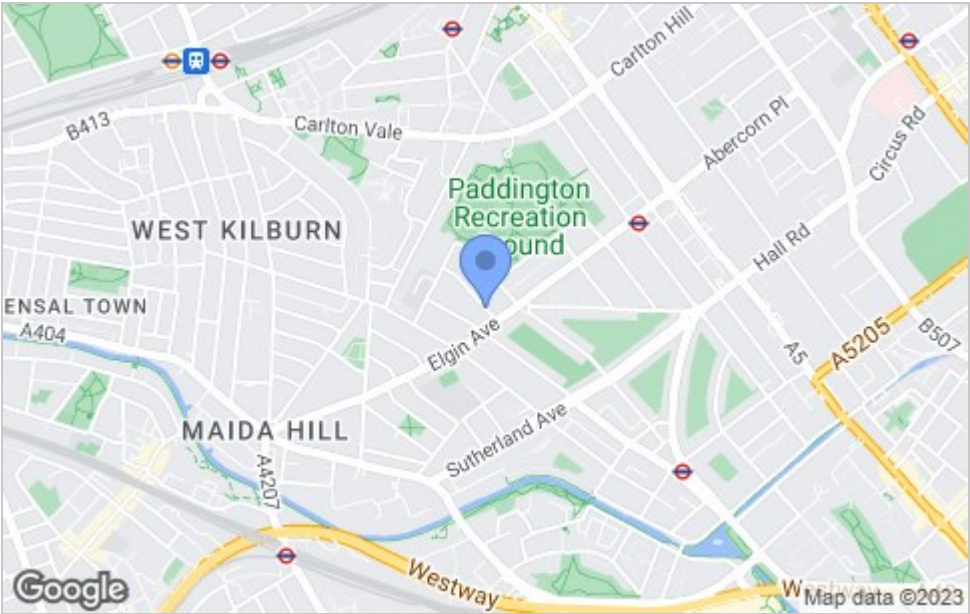 Carlton Hill
B413
Carlton Vale
Abercorn Pl
Circus Rd
Paddington
Recreation
ound
WEST KILBURN
Hall Rd
ENSAL TOWN
A404
Elgin Ave
A5
A5205
B507
MAIDA HILL
Sutherland Ave
A4207
Westway
Google
Map data ©2023